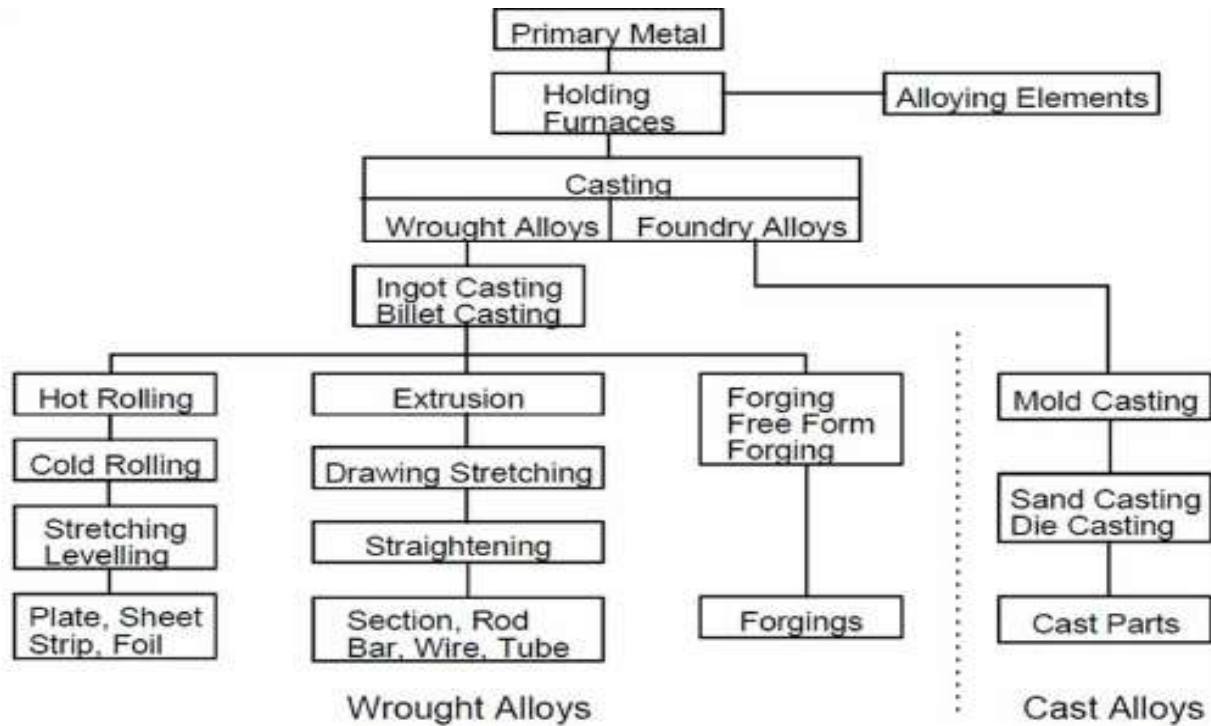 Primary Metal
Holding
Furnaces
Alloying Elements
Casting
Wrought Alloys
Foundry Alloys
Ingot Casting
Billet Casting
Hot Rolling
Cold Rolling
Stretching
Levelling
Plate, Sheet
Strip, Foil
Extrusion
Drawing Stretching
Straightening
Section, Rod
Bar, Wire, Tube
Forging
Free Form
Forging
Forgings
Mold Casting
Sand Casting
Die Casting
Cast Parts
Wrought Alloys
Cast Alloys